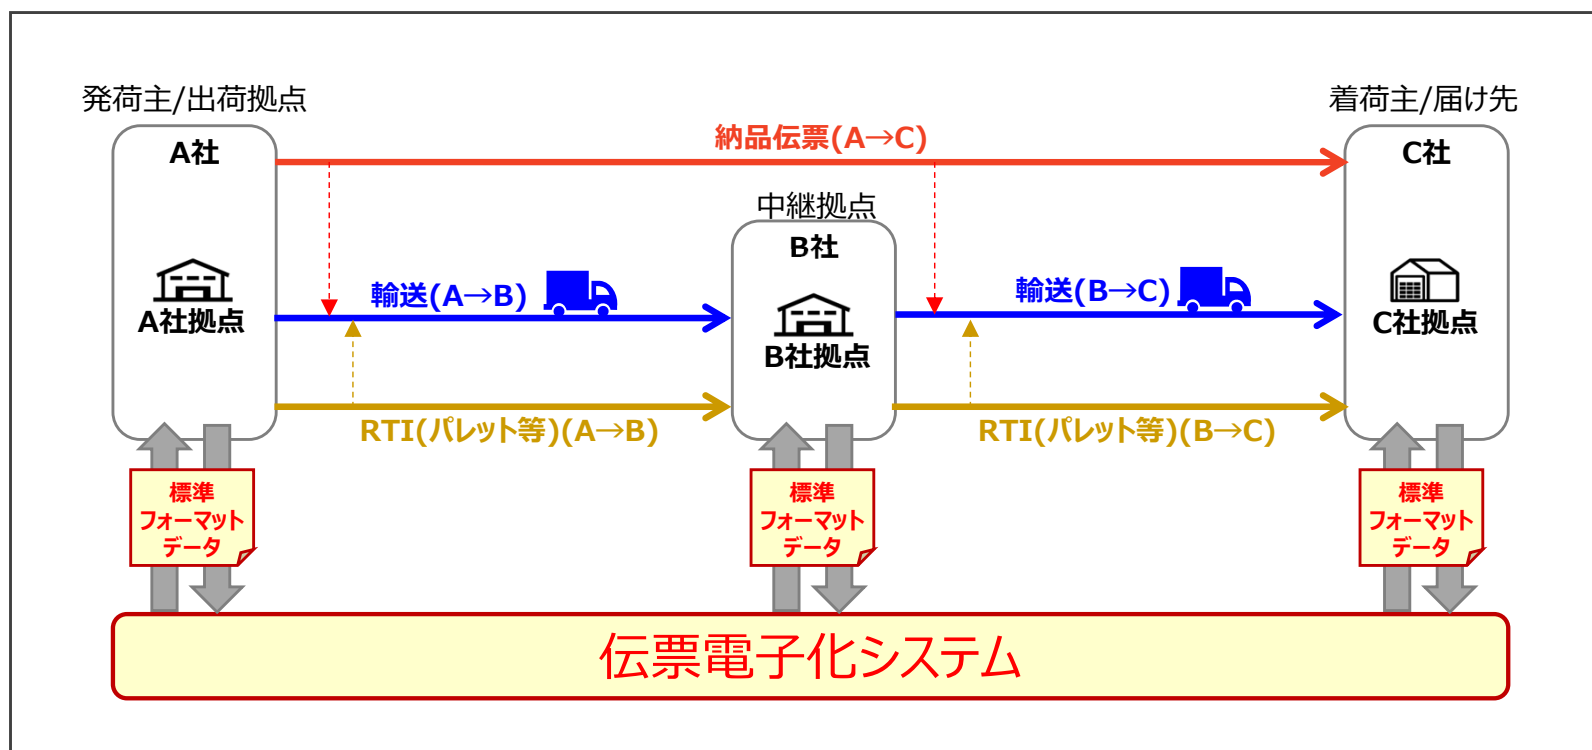 発荷主/出荷拠点
着荷主/届け先
A社
納品伝票(A→C)
C社
中継拠点
B社
輸送(A→B)
輸送(B→C)
A社拠点
B社拠点
C社拠点
RTI(パレット等)(A→B)
RTI(パレット等)(B→C)
標準
フォーマット
データ
標準
フォーマット
データ
標準
フォーマット
データ
伝票電子化システム